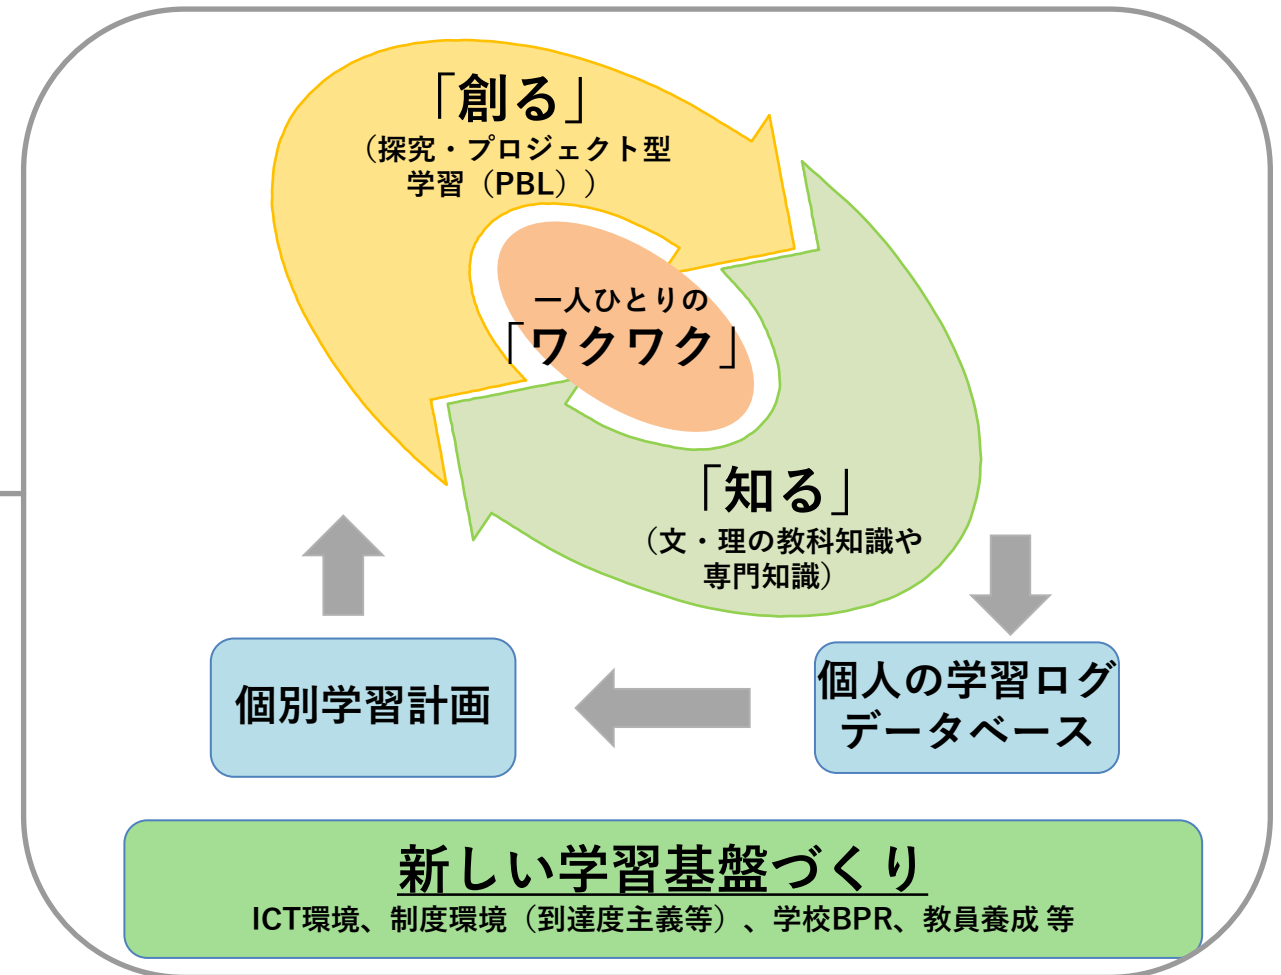 「創る」
（探究・プロジェクト型
学習（PBL））
一人ひとりの
「ワクワク」
「知る」
（文・理の教科知識や
専門知識）
個別学習計画
個人の学習ログ
データベース
新しい学習基盤づくり
ICT環境、制度環境（到達度主義等）、学校BPR、教員養成 等